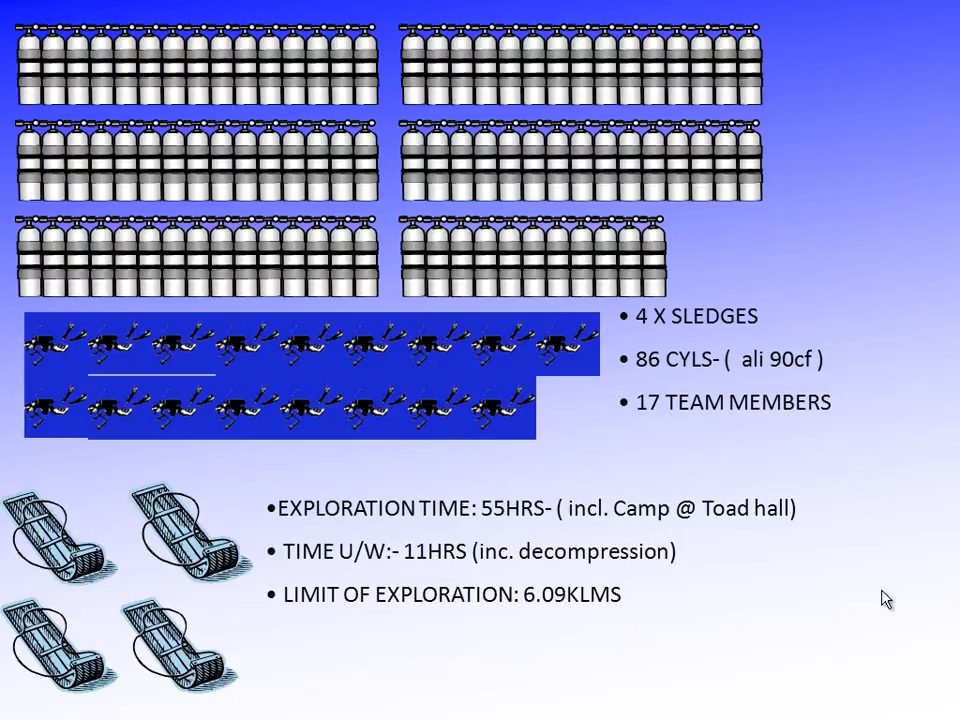 • 4 X SLEDGES
• 86 CYLS- ( ali 90cf )
• 17 TEAM MEMBERS
•EXPLORATION TIME: 55HRS- ( incl. Camp @ Toad hall)
• TIME U/W:- 11HRS (inc. decompression)
• LIMIT OF EXPLORATION: 6.09KLMS